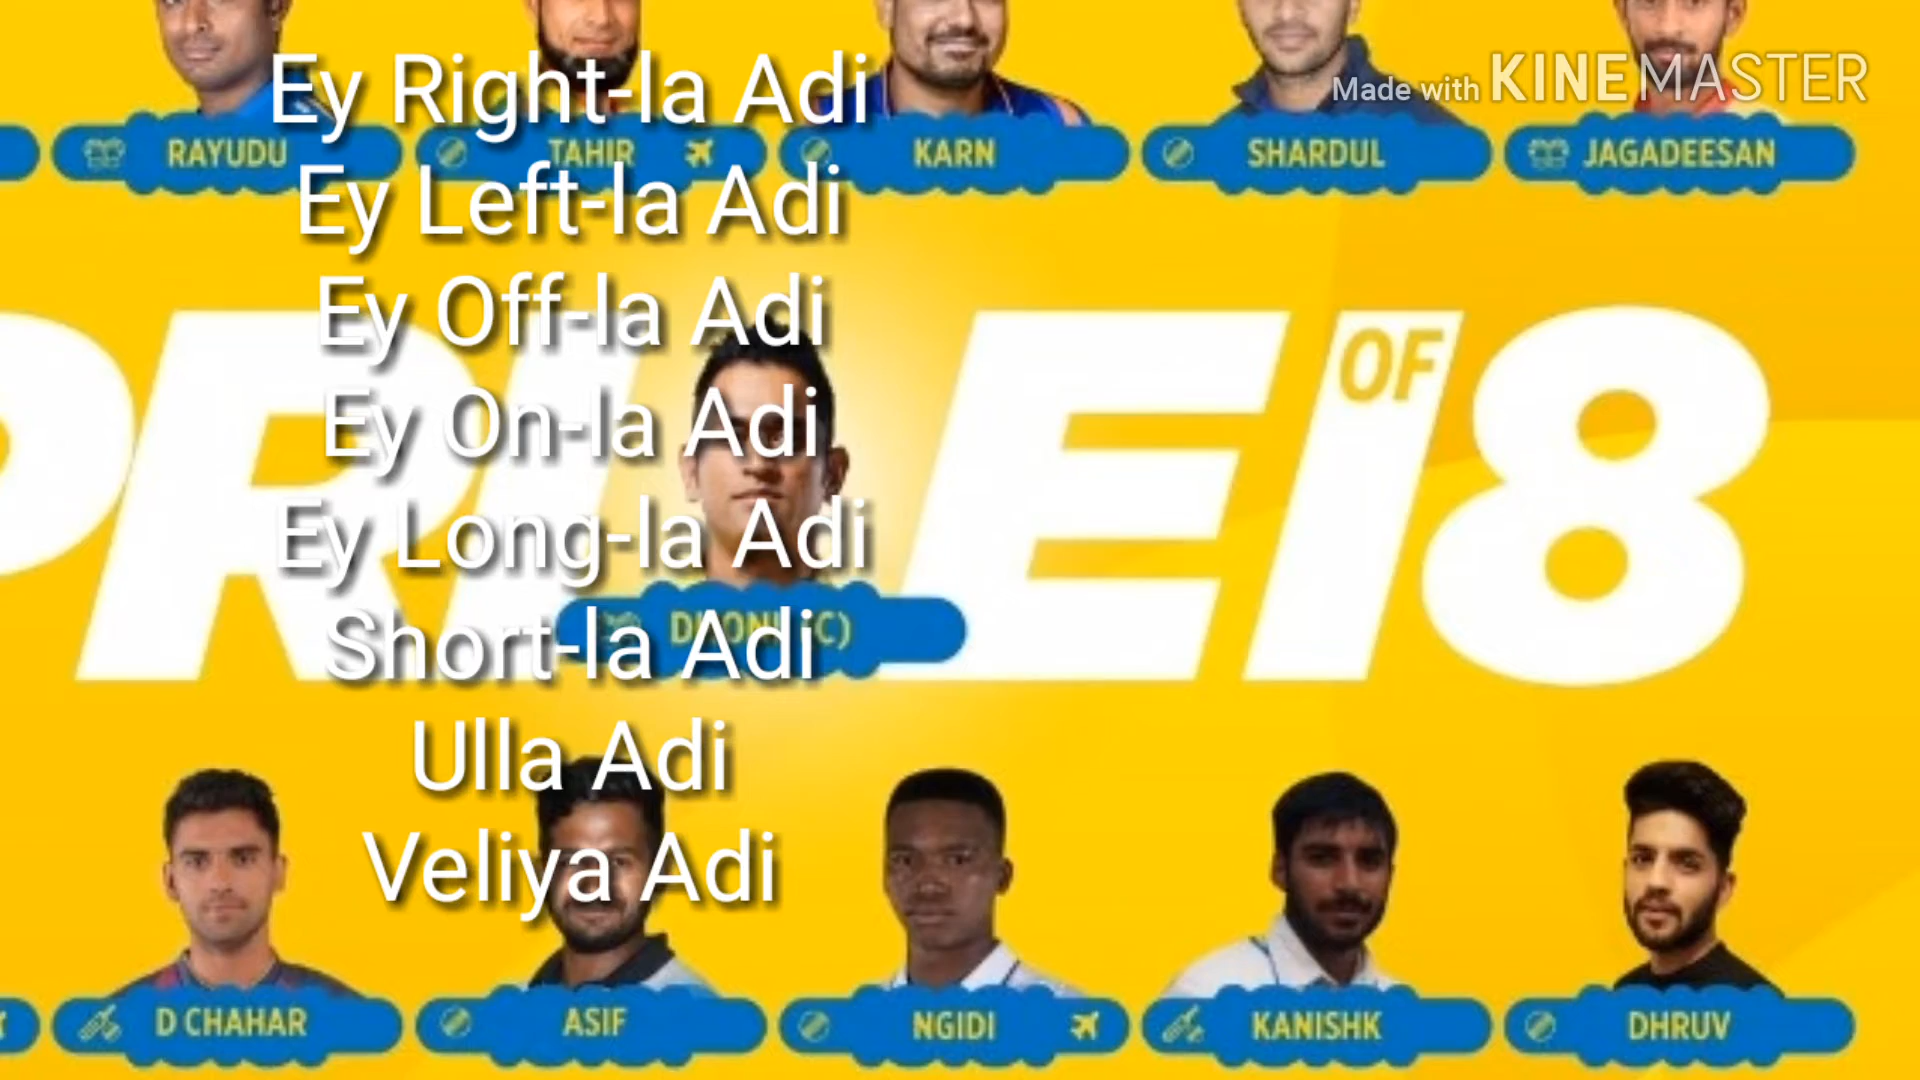 Ey Right-la Adi
Made with KINEMASTER
RAYUDU
TAHIR
KARN
SHARDUL
JAGADEESAN
Ey Left-la Adi
Ey Off-la Adi
Ey On-la Adi
Ey Long-la Adi
PRI E OF 18
DHONI (C)
Short-la Adi
Ulla Adi
Veliya Adi
D CHAHAR
ASIF
NGIDI
KANISHK
DHRUV